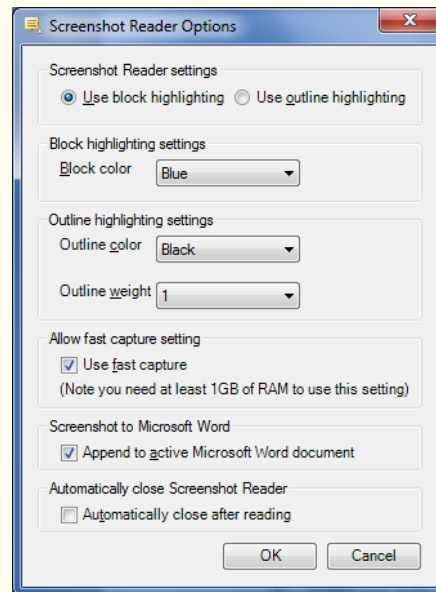 Screenshot Reader Options
Screenshot Reader settings
Use block highlighting Use outline highlighting
Block highlighting settings
Block color Blue
Outline highlighting settings
Outline color Black
Outline weight 1
Allow fast capture setting
Use fast capture
(Note you need at least 1GB of RAM to use this setting)
Screenshot to Microsoft Word
Append to active Microsoft Word document
Automatically close Screenshot Reader
Automatically close after reading
OK Cancel